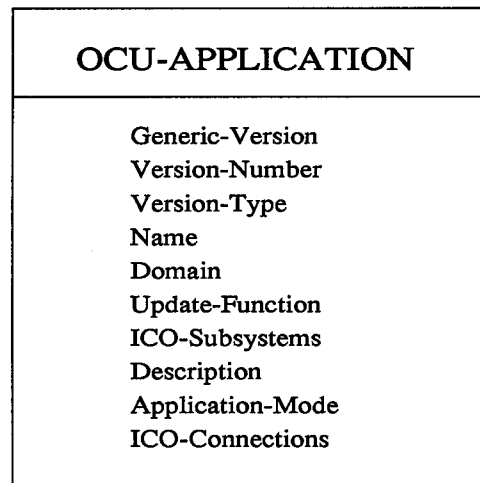 OCU-APPLICATION
Generic-Version
Version-Number
Version-Type
Name
Domain
Update-Function
ICO-Subsystems
Description
Application-Mode
ICO-Connections